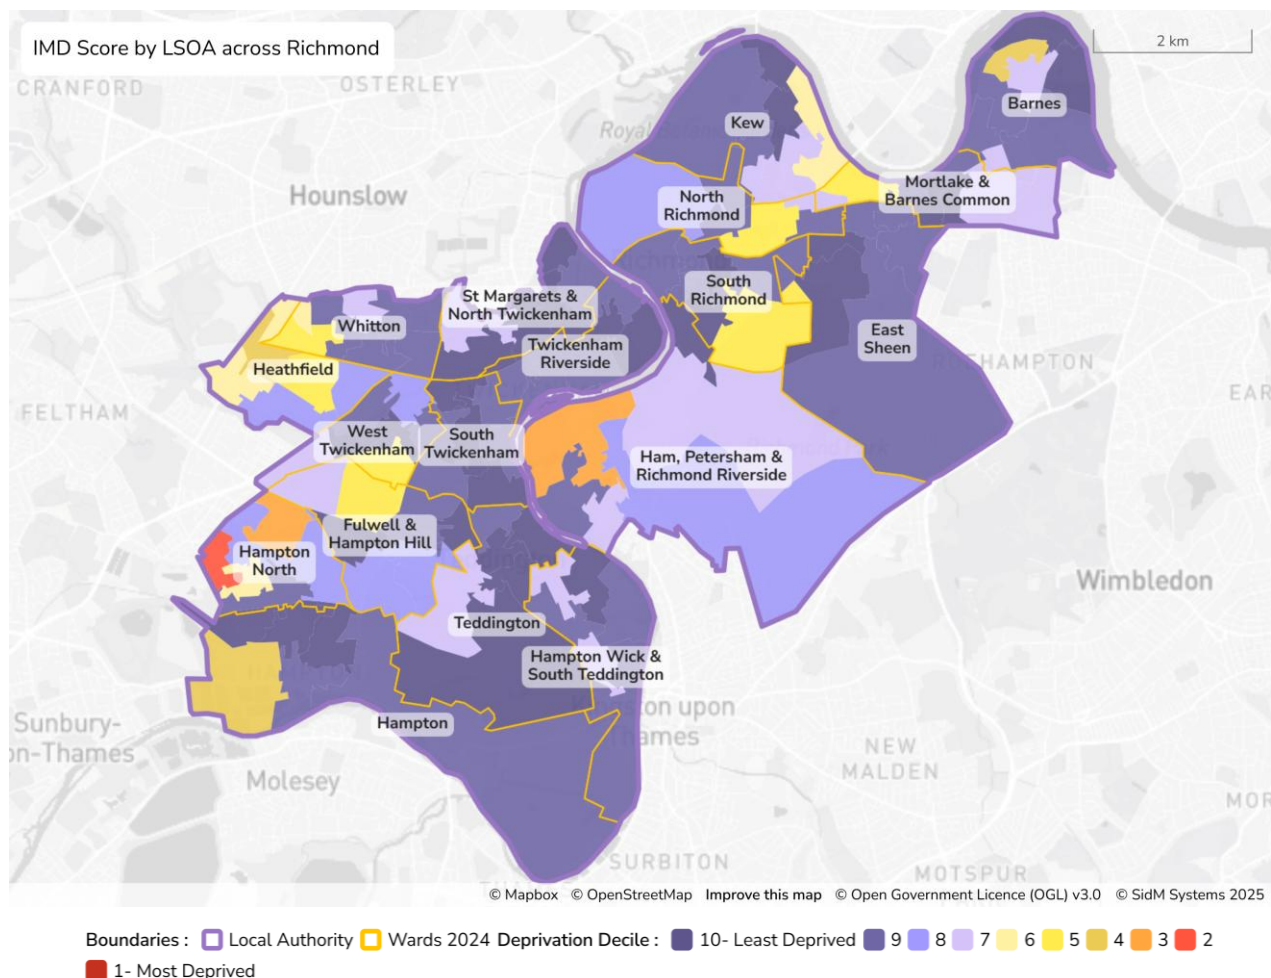 IMD Score by LSOA across Richmond
2 km
CRANFORD
OSTERLEY
Barnes
Kew
Hounslow
North
Richmond
Mortlake &
Barnes Common
South
Richmond
St Margarets &
North Twickenham
Whitton
East
Sheen
Twickenham
Riverside
Heathfield
FELTHAM
West
Twickenham
South
Twickenham
Ham, Petersham &
Richmond Riverside
Fulwell &
Hampton Hill
Hampton
North
Wimbledon
Teddington
Hampton Wick &
South Teddington
Hampton
Sunbury-
on-Thames
Molesey
NEW
MALDEN
SURBITON
MOTSPUR
© Mapbox © OpenStreetMap Improve this map © Open Government Licence (OGL) v3.0 © SidM Systems 2025
Boundaries : Local Authority Wards 2024 Deprivation Decile : 10- Least Deprived 9 8 7 6 5 4 3 2
1- Most Deprived